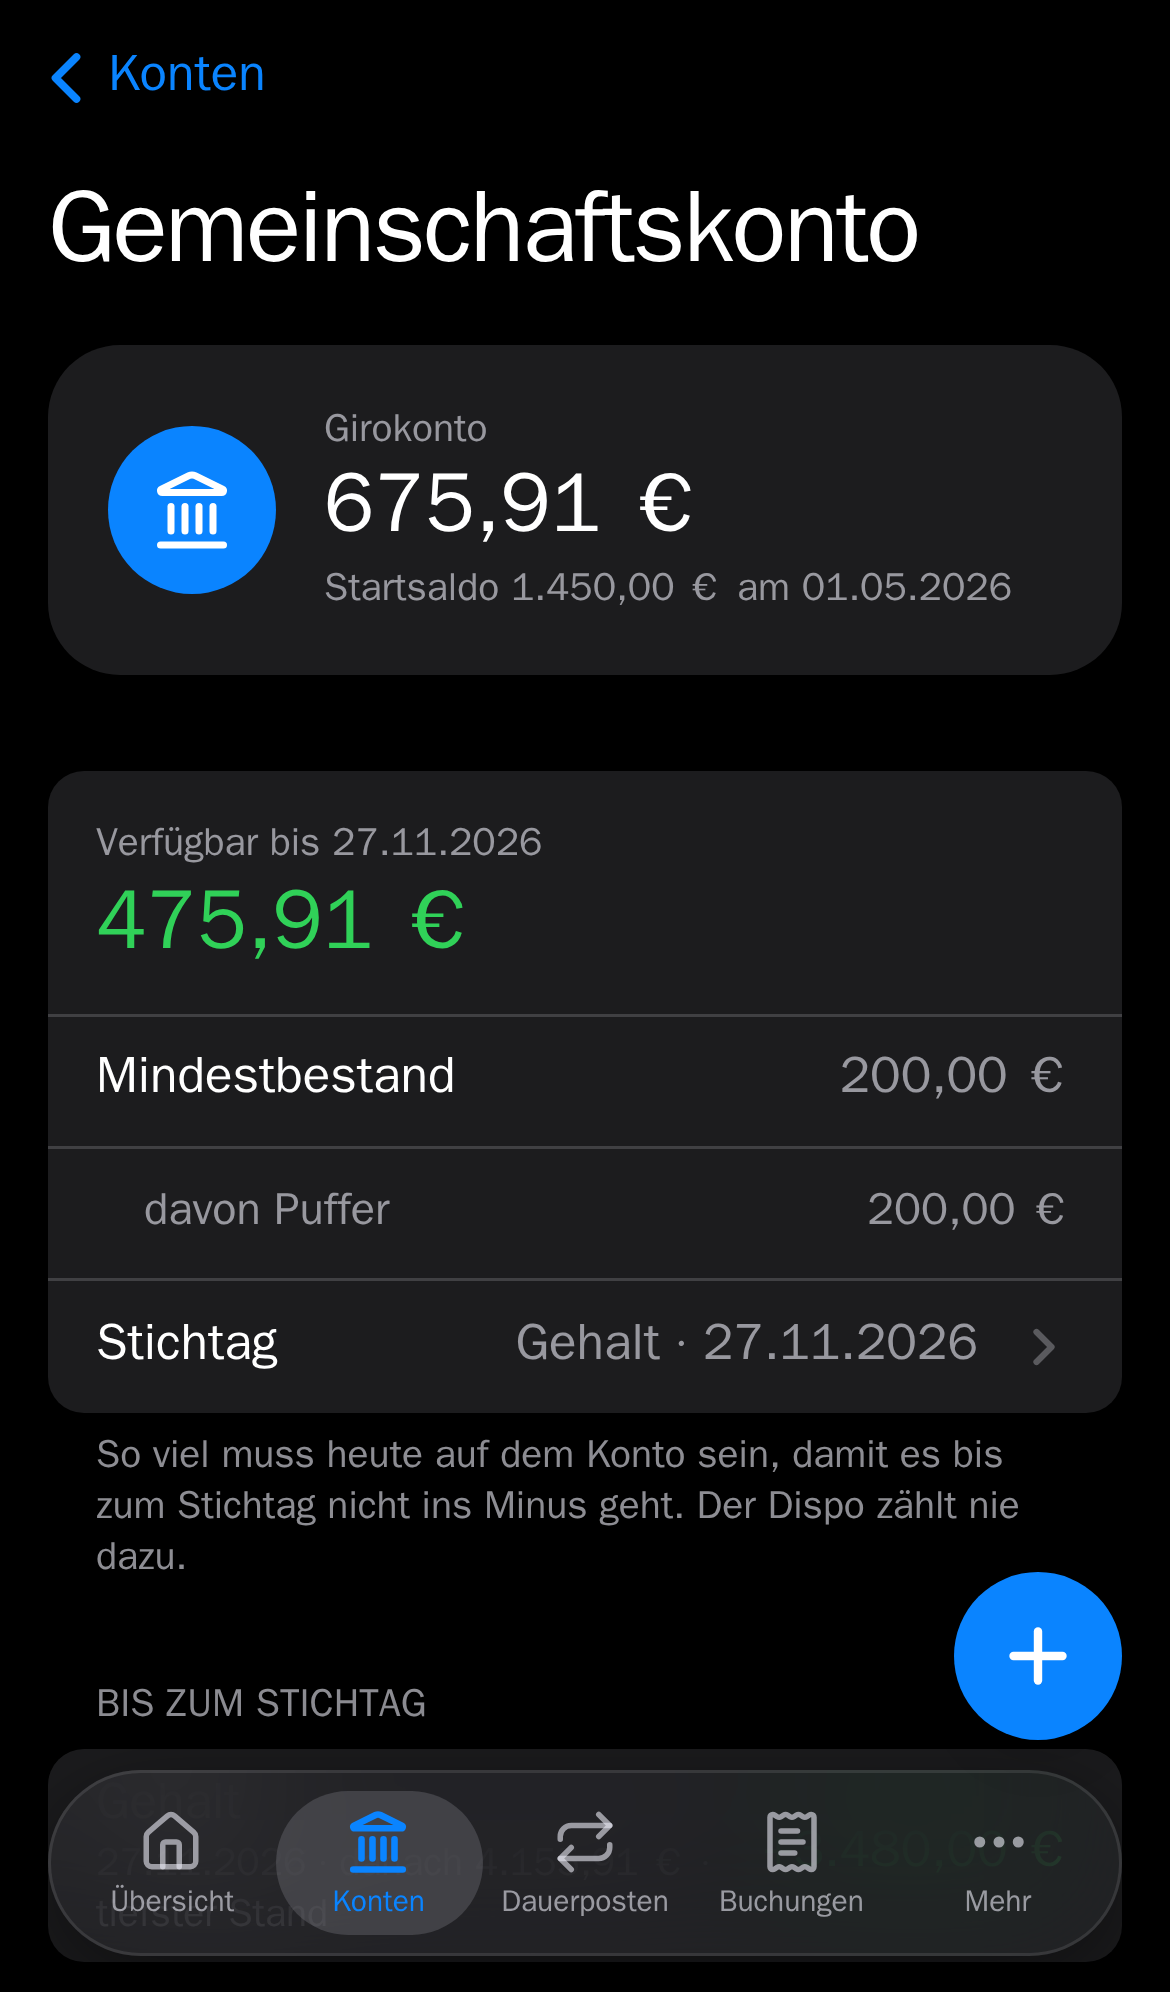 Konten
Gemeinschaftskonto
Girokonto
675,91 €
Startsaldo 1.450,00 € am 01.05.2026
Verfügbar bis 27.11.2026
475,91 €
Mindestbestand 200,00 €
davon Puffer 200,00 €
Stichtag Gehalt · 27.11.2026
So viel muss heute auf dem Konto sein, damit es bis
zum Stichtag nicht ins Minus geht. Der Dispo zählt nie
dazu.
BIS ZUM STICHTAG
Gehalt
tiefster Stand
Übersicht Konten Dauerposten Buchungen Mehr